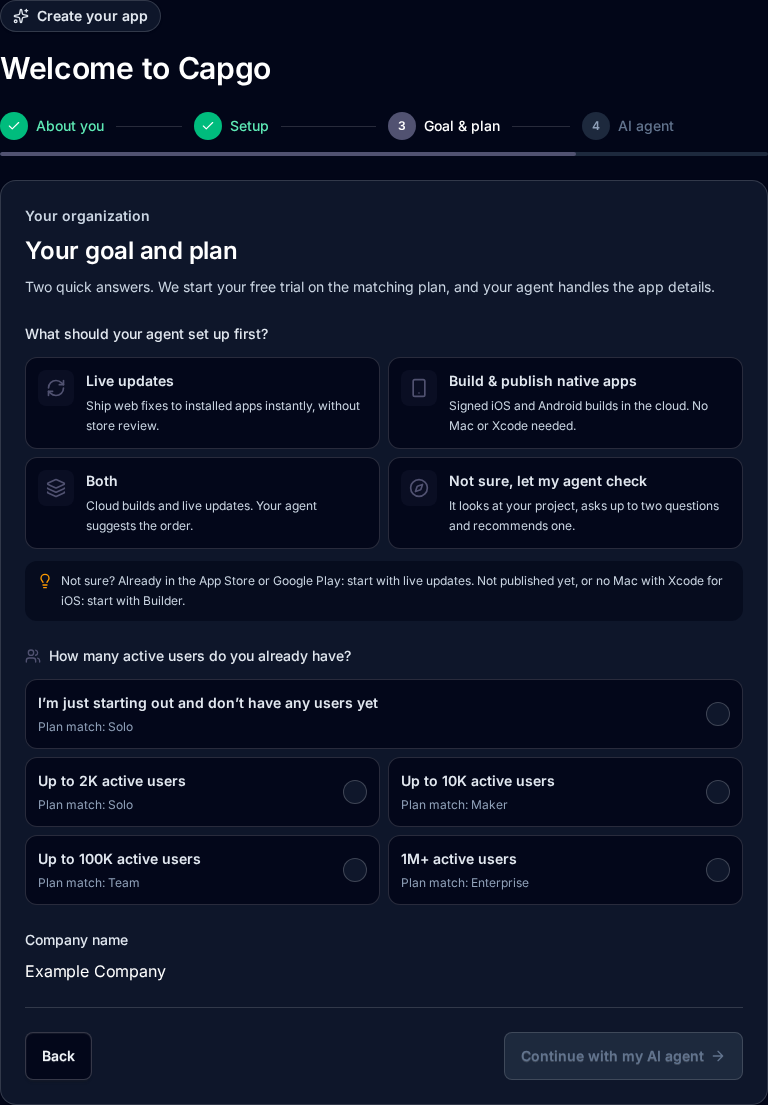 Create your app
Welcome to Capgo
About you
Setup
3
Goal & plan
4
AI agent
Your organization
Your goal and plan
Two quick answers. We start your free trial on the matching plan, and your agent handles the app details.
What should your agent set up first?
Live updates
Ship web fixes to installed apps instantly, without
store review.
Build & publish native apps
Signed iOS and Android builds in the cloud. No
Mac or Xcode needed.
Both
Cloud builds and live updates. Your agent
suggests the order.
Not sure, let my agent check
It looks at your project, asks up to two questions
and recommends one.
Not sure? Already in the App Store or Google Play: start with live updates. Not published yet, or no Mac with Xcode for
iOS: start with Builder.
How many active users do you already have?
I’m just starting out and don’t have any users yet
Plan match: Solo
Up to 2K active users
Plan match: Solo
Up to 10K active users
Plan match: Maker
Up to 100K active users
Plan match: Team
1M+ active users
Plan match: Enterprise
Company name
Example Company
Back
Continue with my AI agent